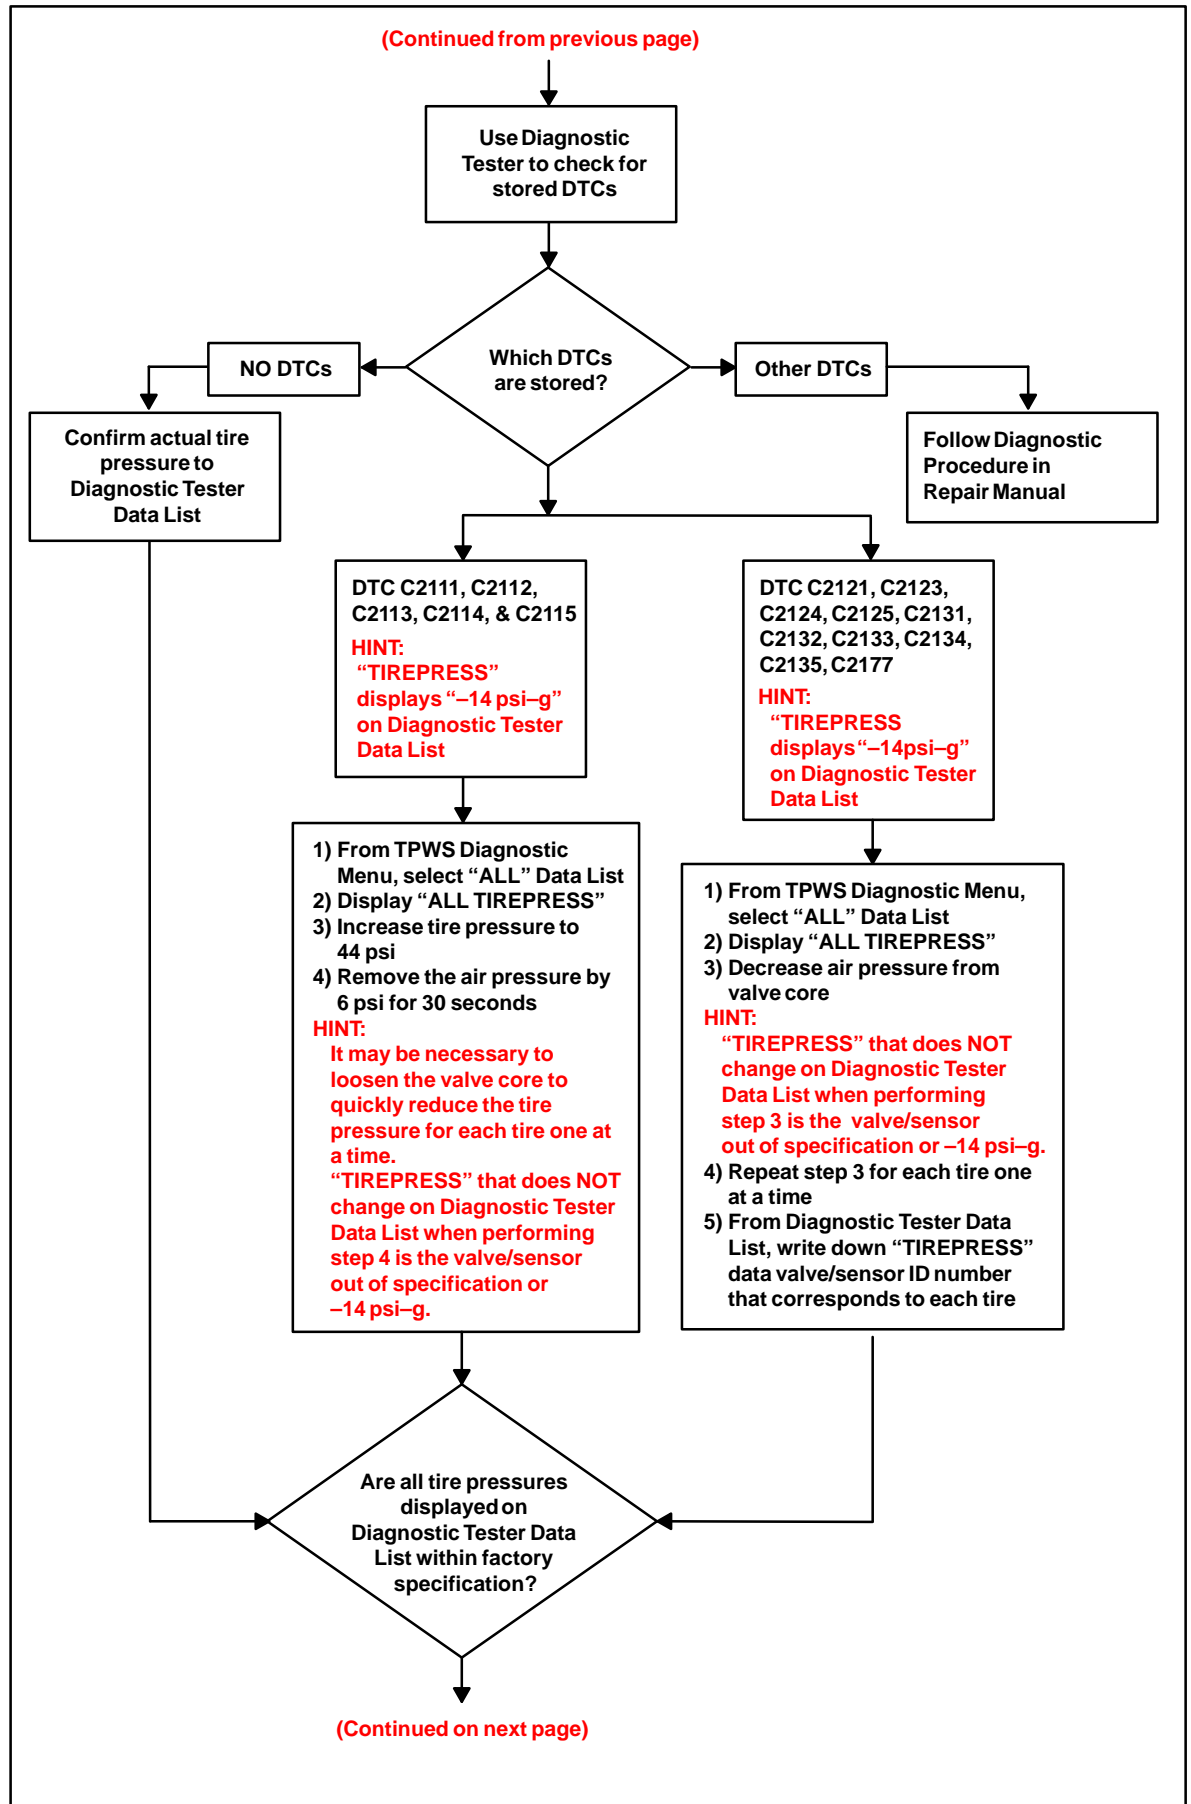 (Continued from previous page)
Use Diagnostic
Tester to check for
stored DTCs
Which DTCs
are stored?
NO DTCs
Other DTCs
Confirm actual tire
pressure to
Diagnostic Tester
Data List
Follow Diagnostic
Procedure in
Repair Manual
DTC C2111, C2112,
C2113, C2114, & C2115
HINT:
“TIREPRESS”
displays “–14 psi–g”
on Diagnostic Tester
Data List
DTC C2121, C2123,
C2124, C2125, C2131,
C2132, C2133, C2134,
C2135, C2177
HINT:
“TIREPRESS
displays “–14psi–g”
on Diagnostic Tester
Data List
1) From TPWS Diagnostic
Menu, select “ALL” Data List
2) Display “ALL TIREPRESS”
3) Increase tire pressure to
44 psi
4) Remove the air pressure by
6 psi for 30 seconds
HINT:
It may be necessary to
loosen the valve core to
quickly reduce the tire
pressure for each tire one at
a time.
“TIREPRESS” that does NOT
change on Diagnostic Tester
Data List when performing
step 4 is the valve/sensor
out of specification or
–14 psi–g.
1) From TPWS Diagnostic Menu,
select “ALL” Data List
2) Display “ALL TIREPRESS”
3) Decrease air pressure from
valve core
HINT:
“TIREPRESS” that does NOT
change on Diagnostic Tester
Data List when performing
step 3 is the valve/sensor
out of specification or –14 psi–g.
4) Repeat step 3 for each tire one
at a time
5) From Diagnostic Tester Data
List, write down “TIREPRESS”
data valve/sensor ID number
that corresponds to each tire
Are all tire pressures
displayed on
Diagnostic Tester Data
List within factory
specification?
(Continued on next page)